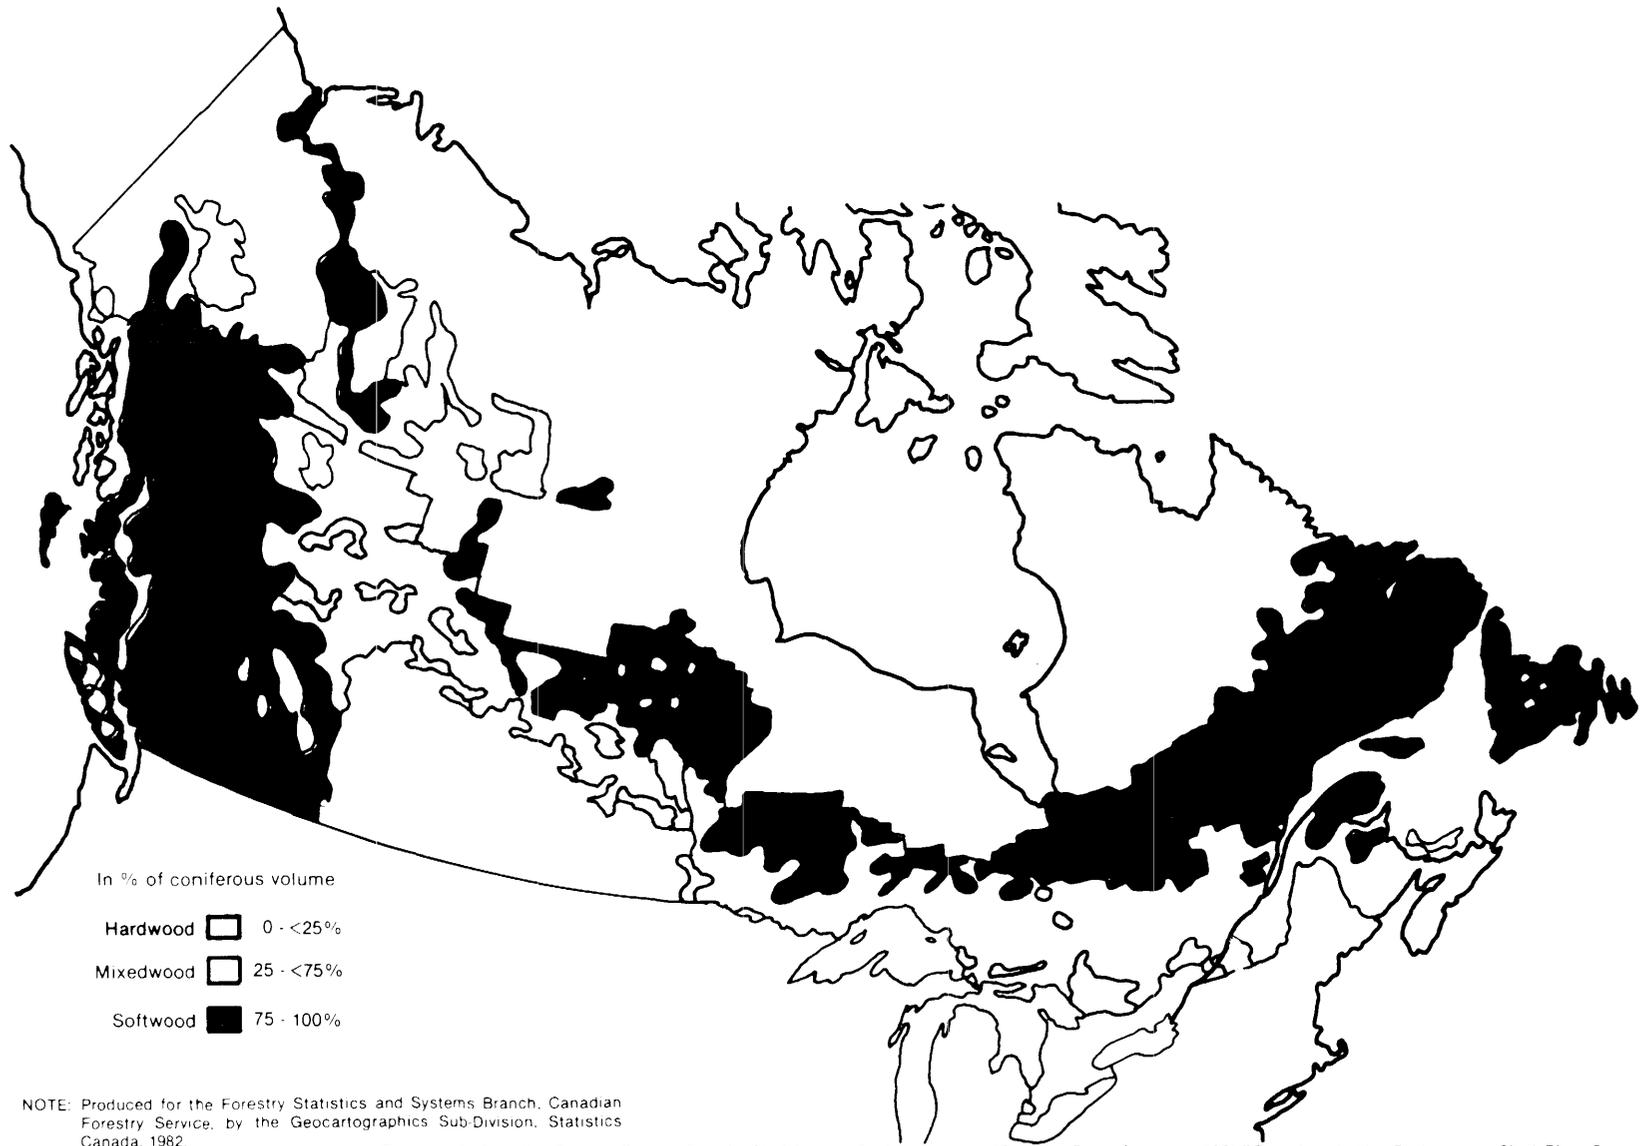 In % of coniferous volume
Hardwood 0 - <25%
Mixedwood 25 - <75%
Softwood 75 - 100%
NOTE: Produced for the Forestry Statistics and Systems Branch, Canadian
Forestry Service, by the Geocartographics Sub-Division, Statistics
Canada, 1982.